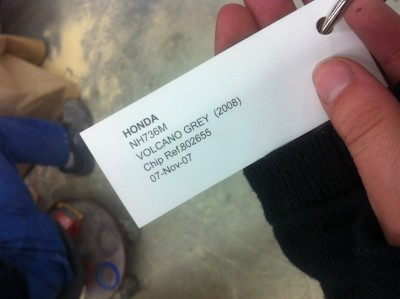 HONDA
NH736M
VOLCANO GREY (2008)
Chip Ref.802655
07-Nov-07